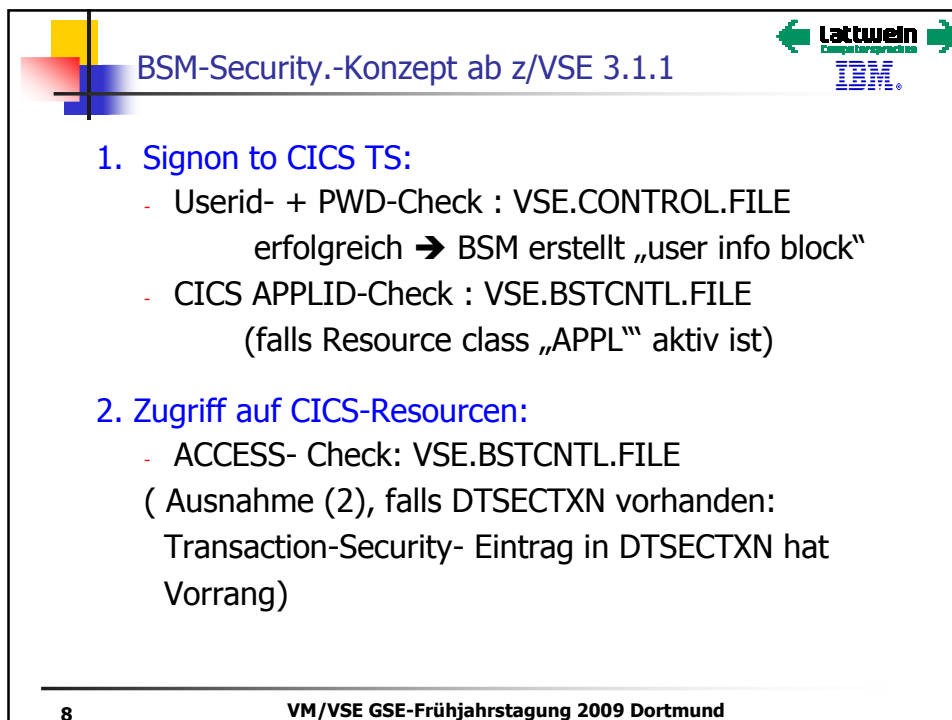 Lattwein
Computersprachen
IBM®
BSM-Security.-Konzept ab z/VSE 3.1.1
1. Signon to CICS TS:
- Userid- + PWD-Check : VSE.CONTROL.FILE
erfolgreich ➔ BSM erstellt „user info block“
- CICS APPLID-Check : VSE.BSTCNTL.FILE
(falls Resource class „APPL“‘ aktiv ist)
2. Zugriff auf CICS-Resourcen:
- ACCESS- Check: VSE.BSTCNTL.FILE
( Ausnahme (2), falls DTSECTXN vorhanden:
Transaction-Security- Eintrag in DTSECTXN hat
Vorrang)
8 VM/VSE GSE-Frühjahrstagung 2009 Dortmund